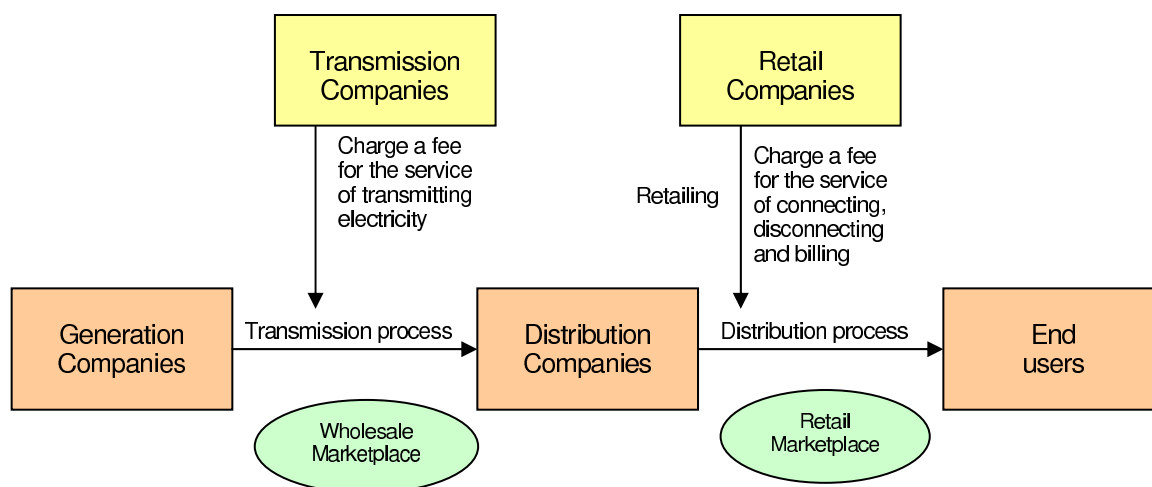 Transmission
Companies
Retail
Companies
Charge a fee
for the service
of transmitting
electricity
Retailing
Charge a fee
for the service
of connecting,
disconnecting
and billing
Generation
Companies
Transmission process
Distribution
Companies
Distribution process
End
users
Wholesale
Marketplace
Retail
Marketplace